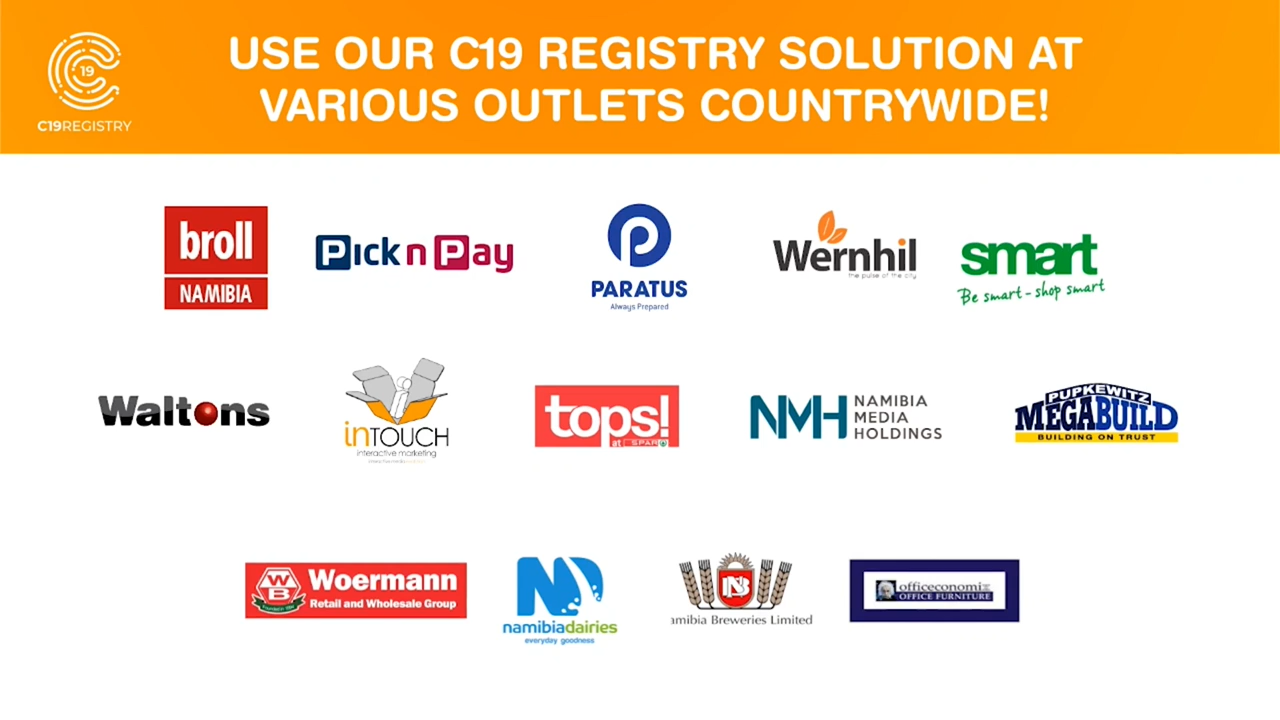 USE OUR C19 REGISTRY SOLUTION AT
VARIOUS OUTLETS COUNTRYWIDE!
19
C19REGISTRY
broll
NAMIBIA
Pick n Pay
PARATUS
Always Prepared
Wernhil
the pulse of the city
smart
Be smart - shop smart
Waltons
inTOUCH
interactive marketing
tops!
at SPAR
NMH NAMIBIA
MEDIA
HOLDINGS
PUPKEWITZ
MEGABUILD
BUILDING ON TRUST
WB
Woermann
Retail and Wholesale Group
namibiadairies
everyday goodness
NB
amibia Breweries Limited
officeconomix
OFFICE FURNITURE